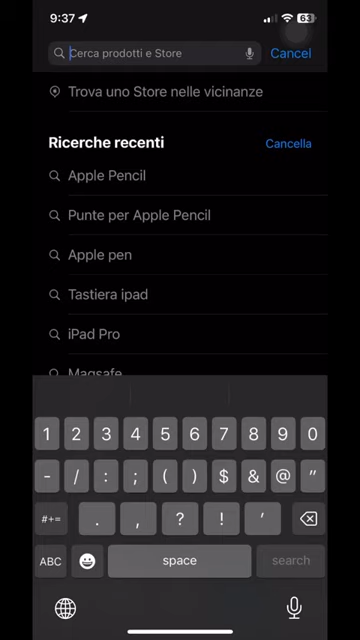 9:37
63
Cerca prodotti e Store
Cancel
Trova uno Store nelle vicinanze
Ricerche recenti
Cancella
Apple Pencil
Punte per Apple Pencil
Apple pen
Tastiera ipad
iPad Pro
Magsafe
1 2 3 4 5 6 7 8 9 0
- / : ; ( ) $ & @ "
#+= . , ? ! '
ABC space search